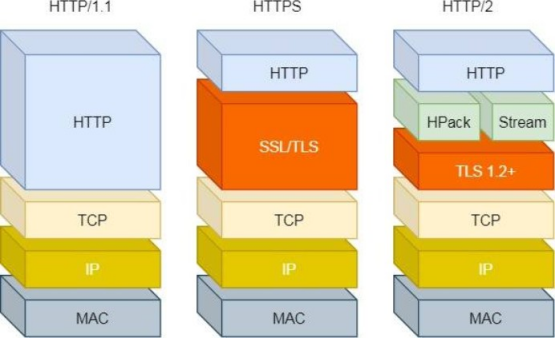 HTTP/1.1
HTTPS
HTTP/2
HTTP
HTTP
HTTP
HPack
Stream
SSL/TLS
TLS 1.2+
TCP
TCP
TCP
IP
IP
IP
MAC
MAC
MAC